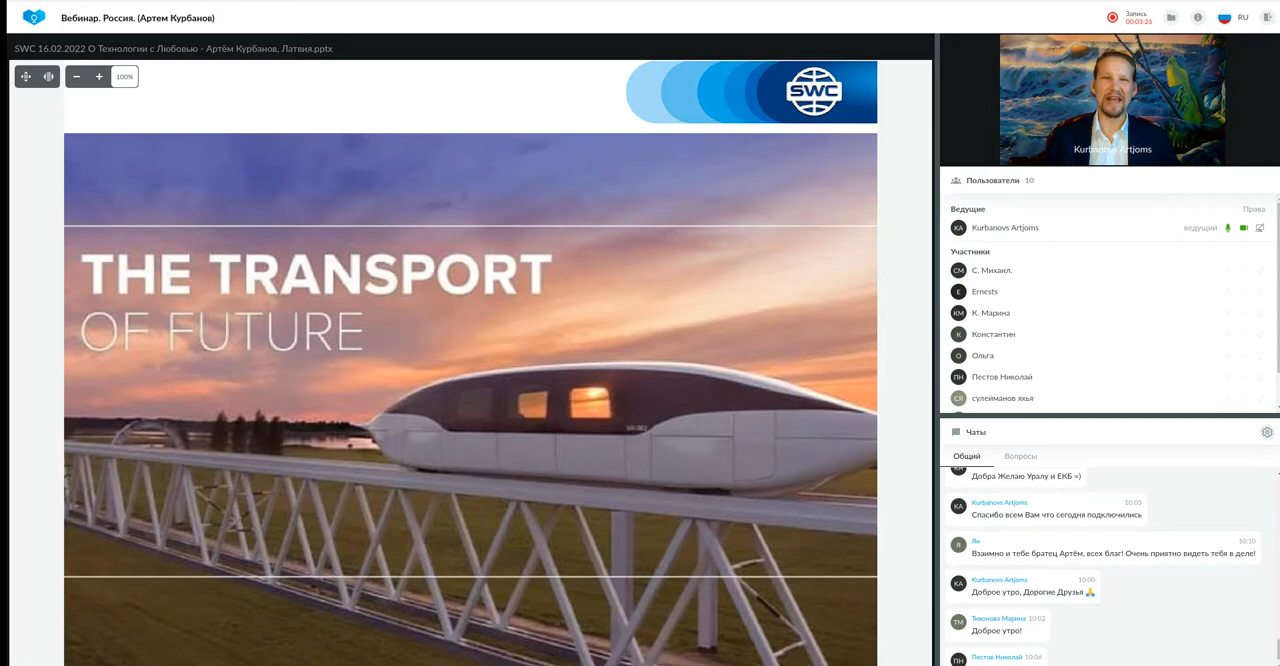 Вебинар. Россия. (Артем Курбанов)
Запись
00:03:26
RU
SWC 16.02.2022 О Технологии с Любовью - Артём Курбанов, Латвия.pptx
100%
SWC
THE TRANSPORT
OF FUTURE
Kurbanovs Artjoms
Пользователи 10
Ведущие Права
KA Kurbanovs Artjoms ведущий
Участники
СМ С. Михаил.
E Ernests
КМ К. Марина
К Константин
О Ольга
ПН Пестов Николай
СЯ сулейманов яхья
Чаты
Общий Вопросы
KA Добра Желаю Уралу и ЕКБ =)
Kurbanovs Artjoms 10:05
KA Спасибо всем Вам что сегодня подключились
Ян 10:10
Я Взаимно и тебе братец Артём, всех благ! Очень приятно видеть тебя в деле!
Kurbanovs Artjoms 10:00
KA Доброе утро, Дорогие Друзья 🙏
Тихонова Марина 10:02
ТМ Доброе утро!
Пестов Николай 10:06
ПН